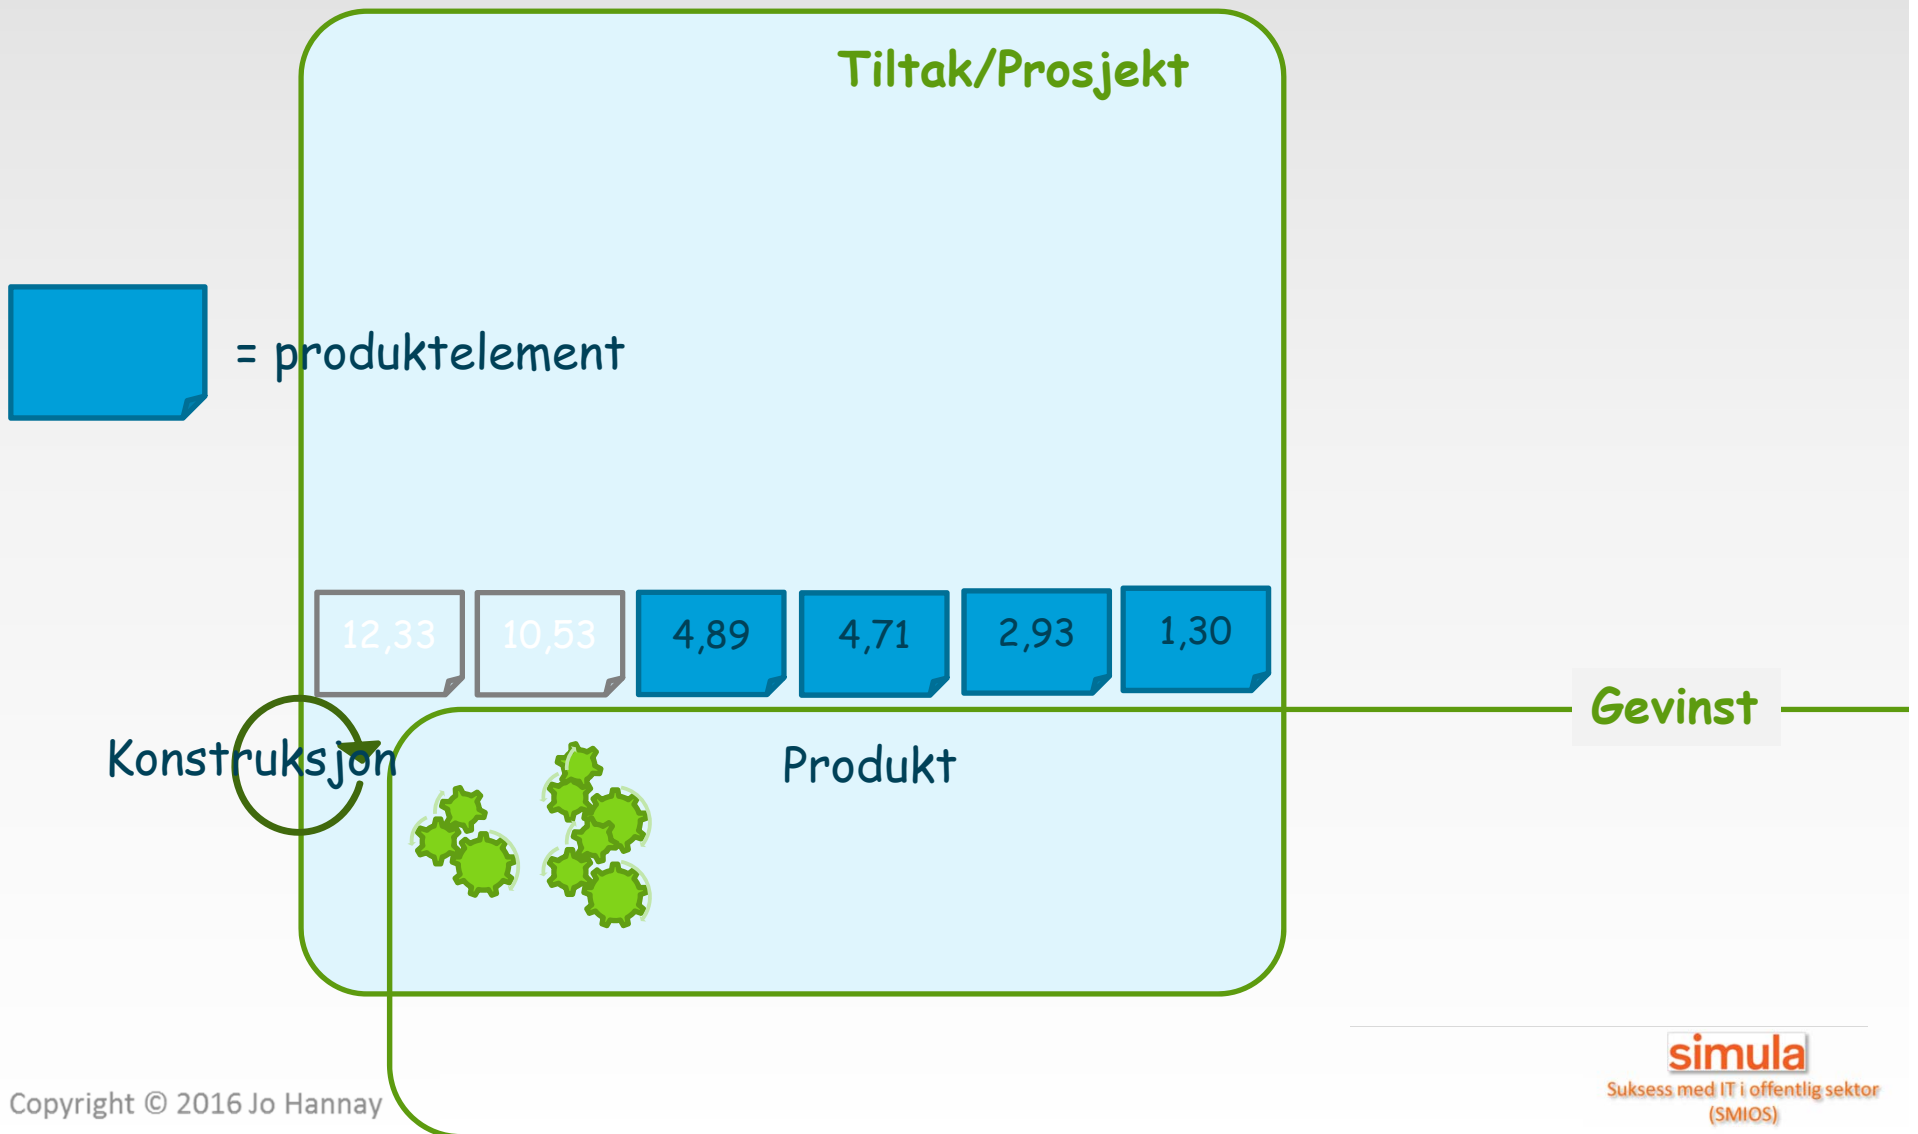 Tiltak/Prosjekt
= produktelement
12,33 10,53 4,89 4,71 2,93 1,30
Gevinst
Konstruksjon
Produkt
simula
Suksess med IT i offentlig sektor
(SMIOS)
Copyright © 2016 Jo Hannay